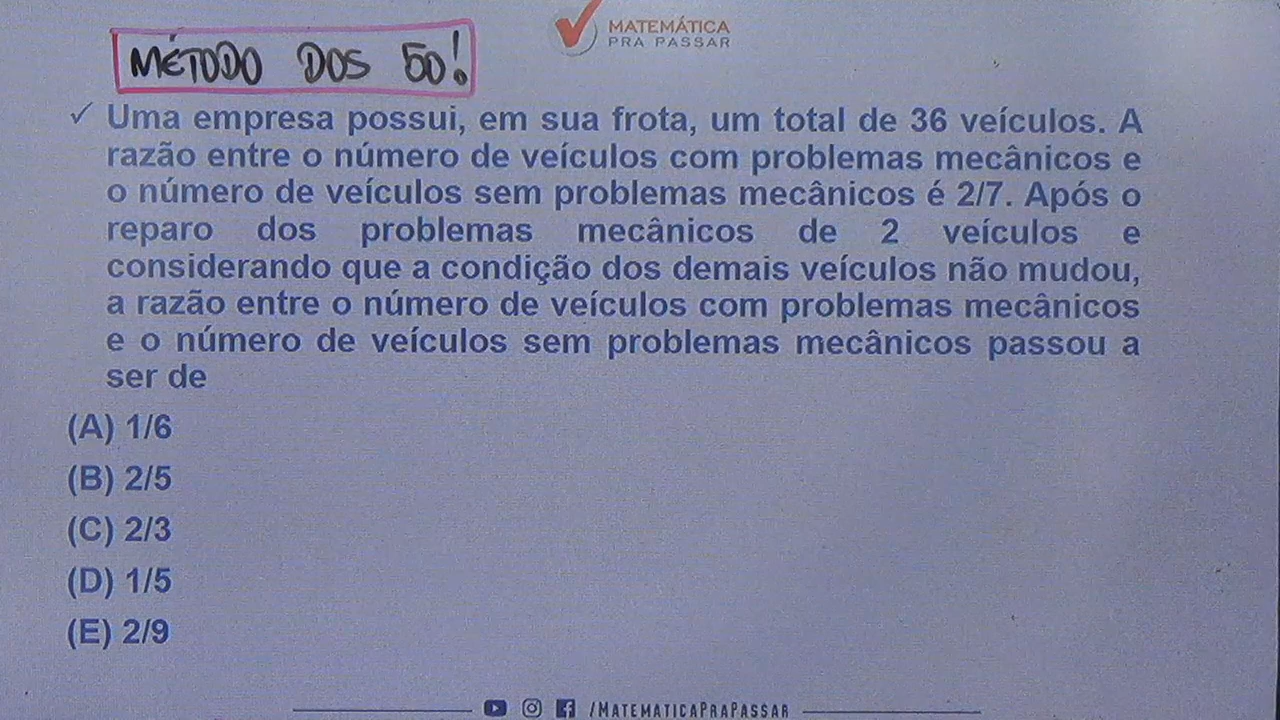 MÉTODO DOS 50!
MATEMÁTICA
PRA PASSAR
✓ Uma empresa possui, em sua frota, um total de 36 veículos. A
razão entre o número de veículos com problemas mecânicos e
o número de veículos sem problemas mecânicos é 2/7. Após o
reparo dos problemas mecânicos de 2 veículos e
considerando que a condição dos demais veículos não mudou,
a razão entre o número de veículos com problemas mecânicos
e o número de veículos sem problemas mecânicos passou a
ser de
(A) 1/6
(B) 2/5
(C) 2/3
(D) 1/5
(E) 2/9
/MATEMATICAPRAPASSAR